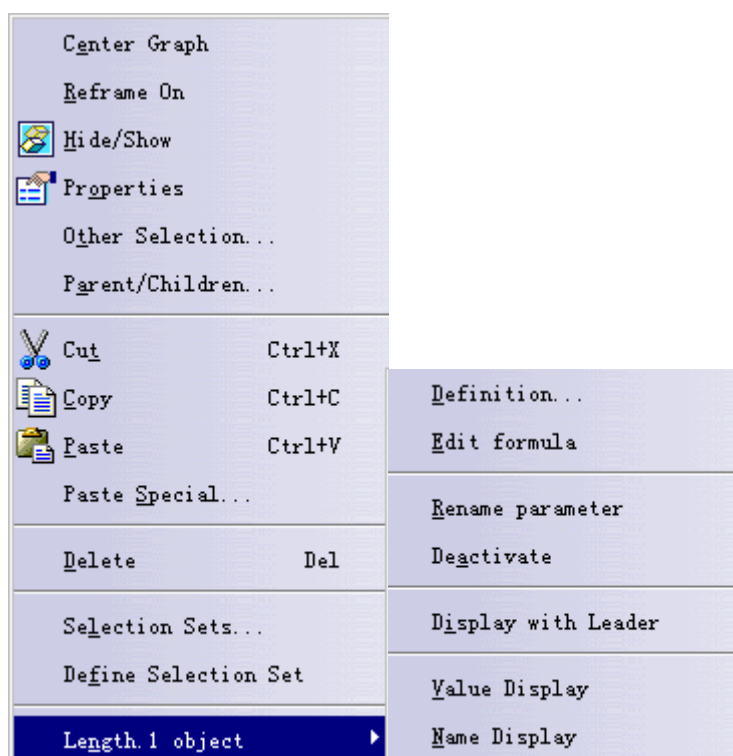 Center Graph
Reframe On
Hide/Show
Properties
Other Selection...
Parent/Children...
Cut Ctrl+X
Copy Ctrl+C
Paste Ctrl+V
Paste Special...
Delete Del
Selection Sets...
Define Selection Set
Length.1 object
Definition...
Edit formula
Rename parameter
Deactivate
Display with Leader
Value Display
Name Display